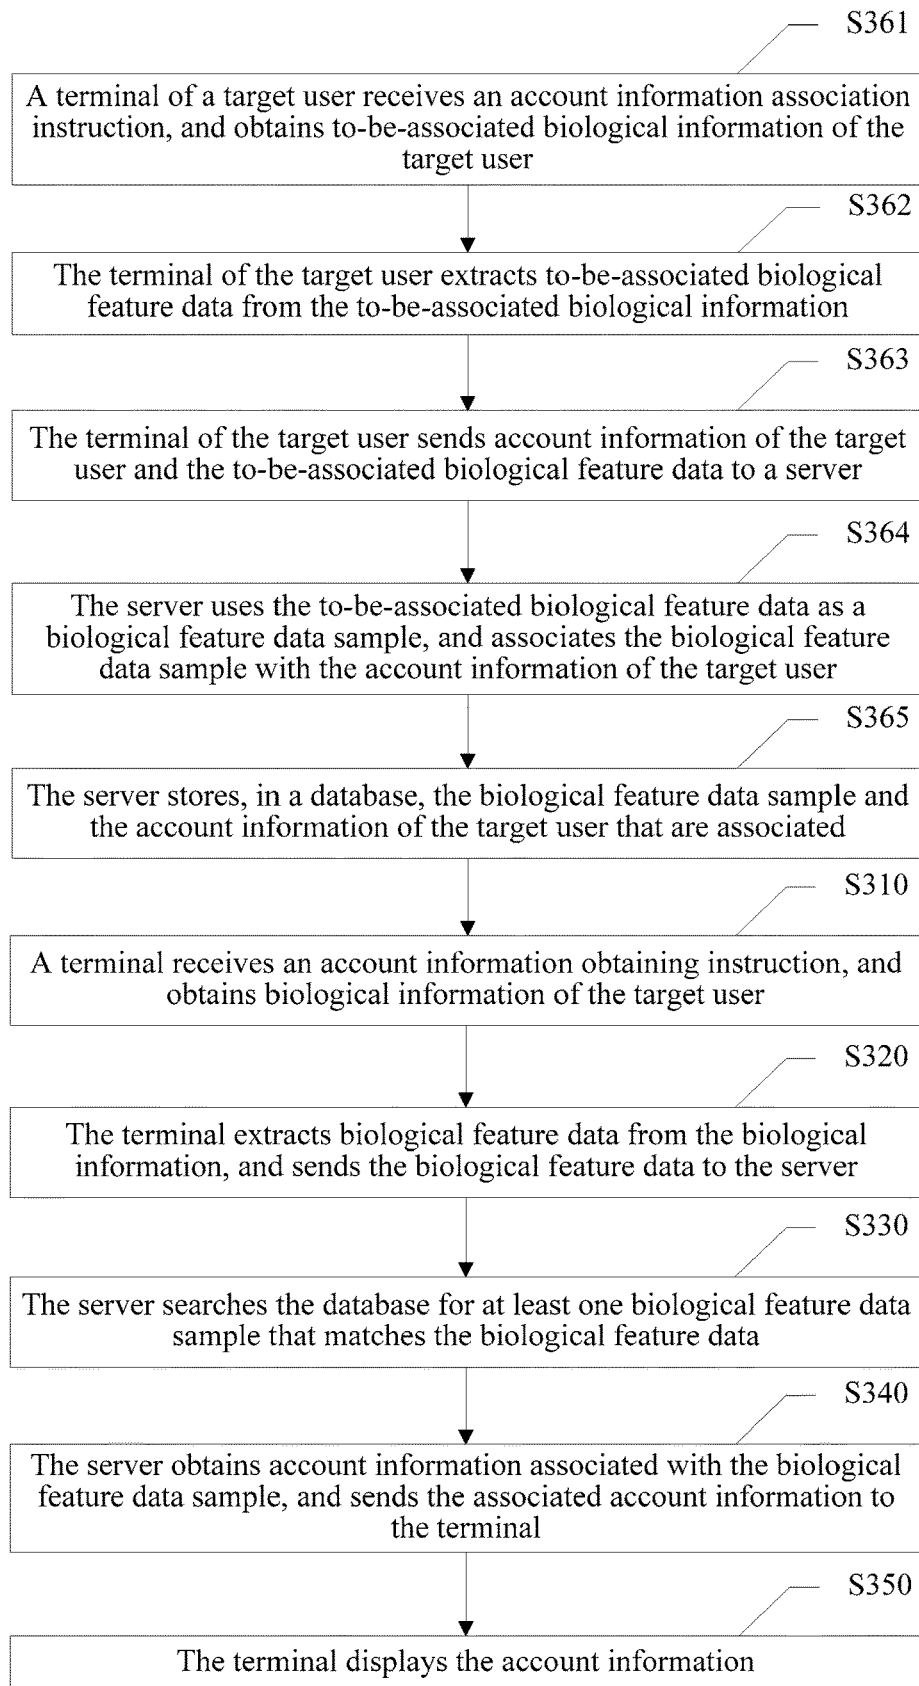 S361
A terminal of a target user receives an account information association
instruction, and obtains to-be-associated biological information of the
target user
S362
The terminal of the target user extracts to-be-associated biological
feature data from the to-be-associated biological information
S363
The terminal of the target user sends account information of the target
user and the to-be-associated biological feature data to a server
S364
The server uses the to-be-associated biological feature data as a
biological feature data sample, and associates the biological feature
data sample with the account information of the target user
S365
The server stores, in a database, the biological feature data sample and
the account information of the target user that are associated
S310
A terminal receives an account information obtaining instruction, and
obtains biological information of the target user
S320
The terminal extracts biological feature data from the biological
information, and sends the biological feature data to the server
S330
The server searches the database for at least one biological feature data
sample that matches the biological feature data
S340
The server obtains account information associated with the biological
feature data sample, and sends the associated account information to
the terminal
S350
The terminal displays the account information